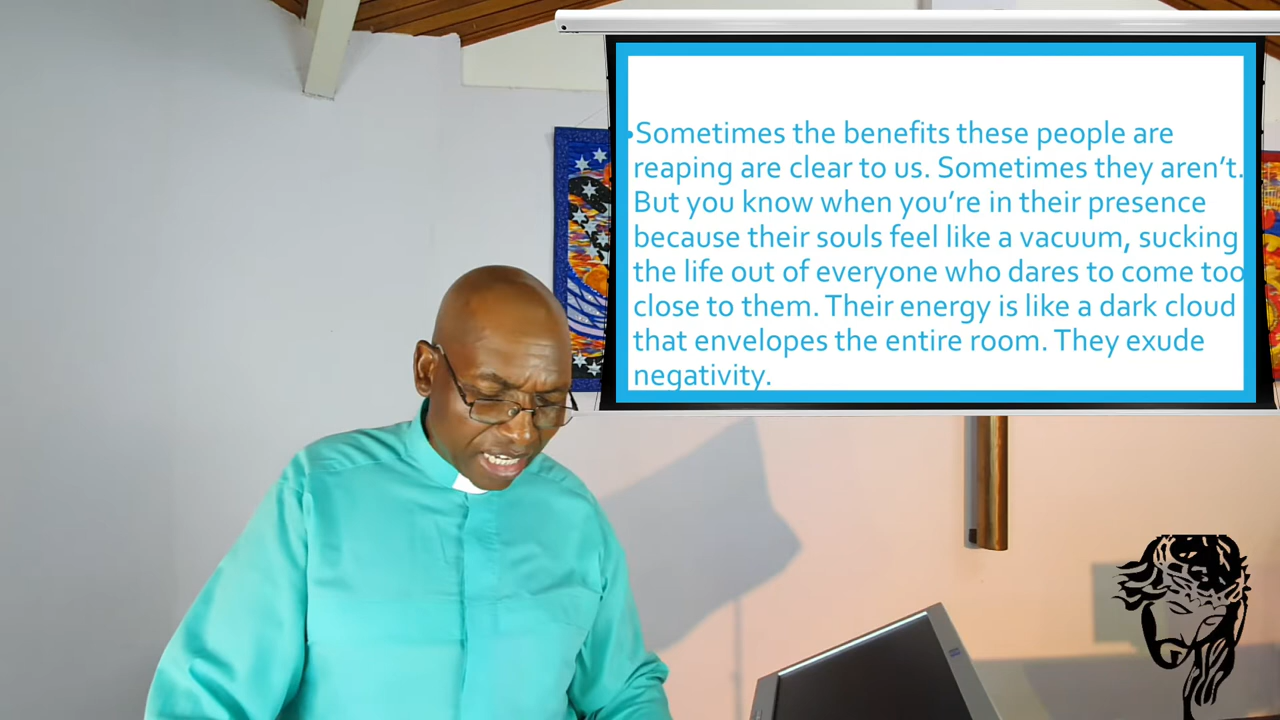 •Sometimes the benefits these people are
reaping are clear to us. Sometimes they aren’t.
But you know when you’re in their presence
because their souls feel like a vacuum, sucking
the life out of everyone who dares to come too
close to them. Their energy is like a dark cloud
that envelopes the entire room. They exude
negativity.